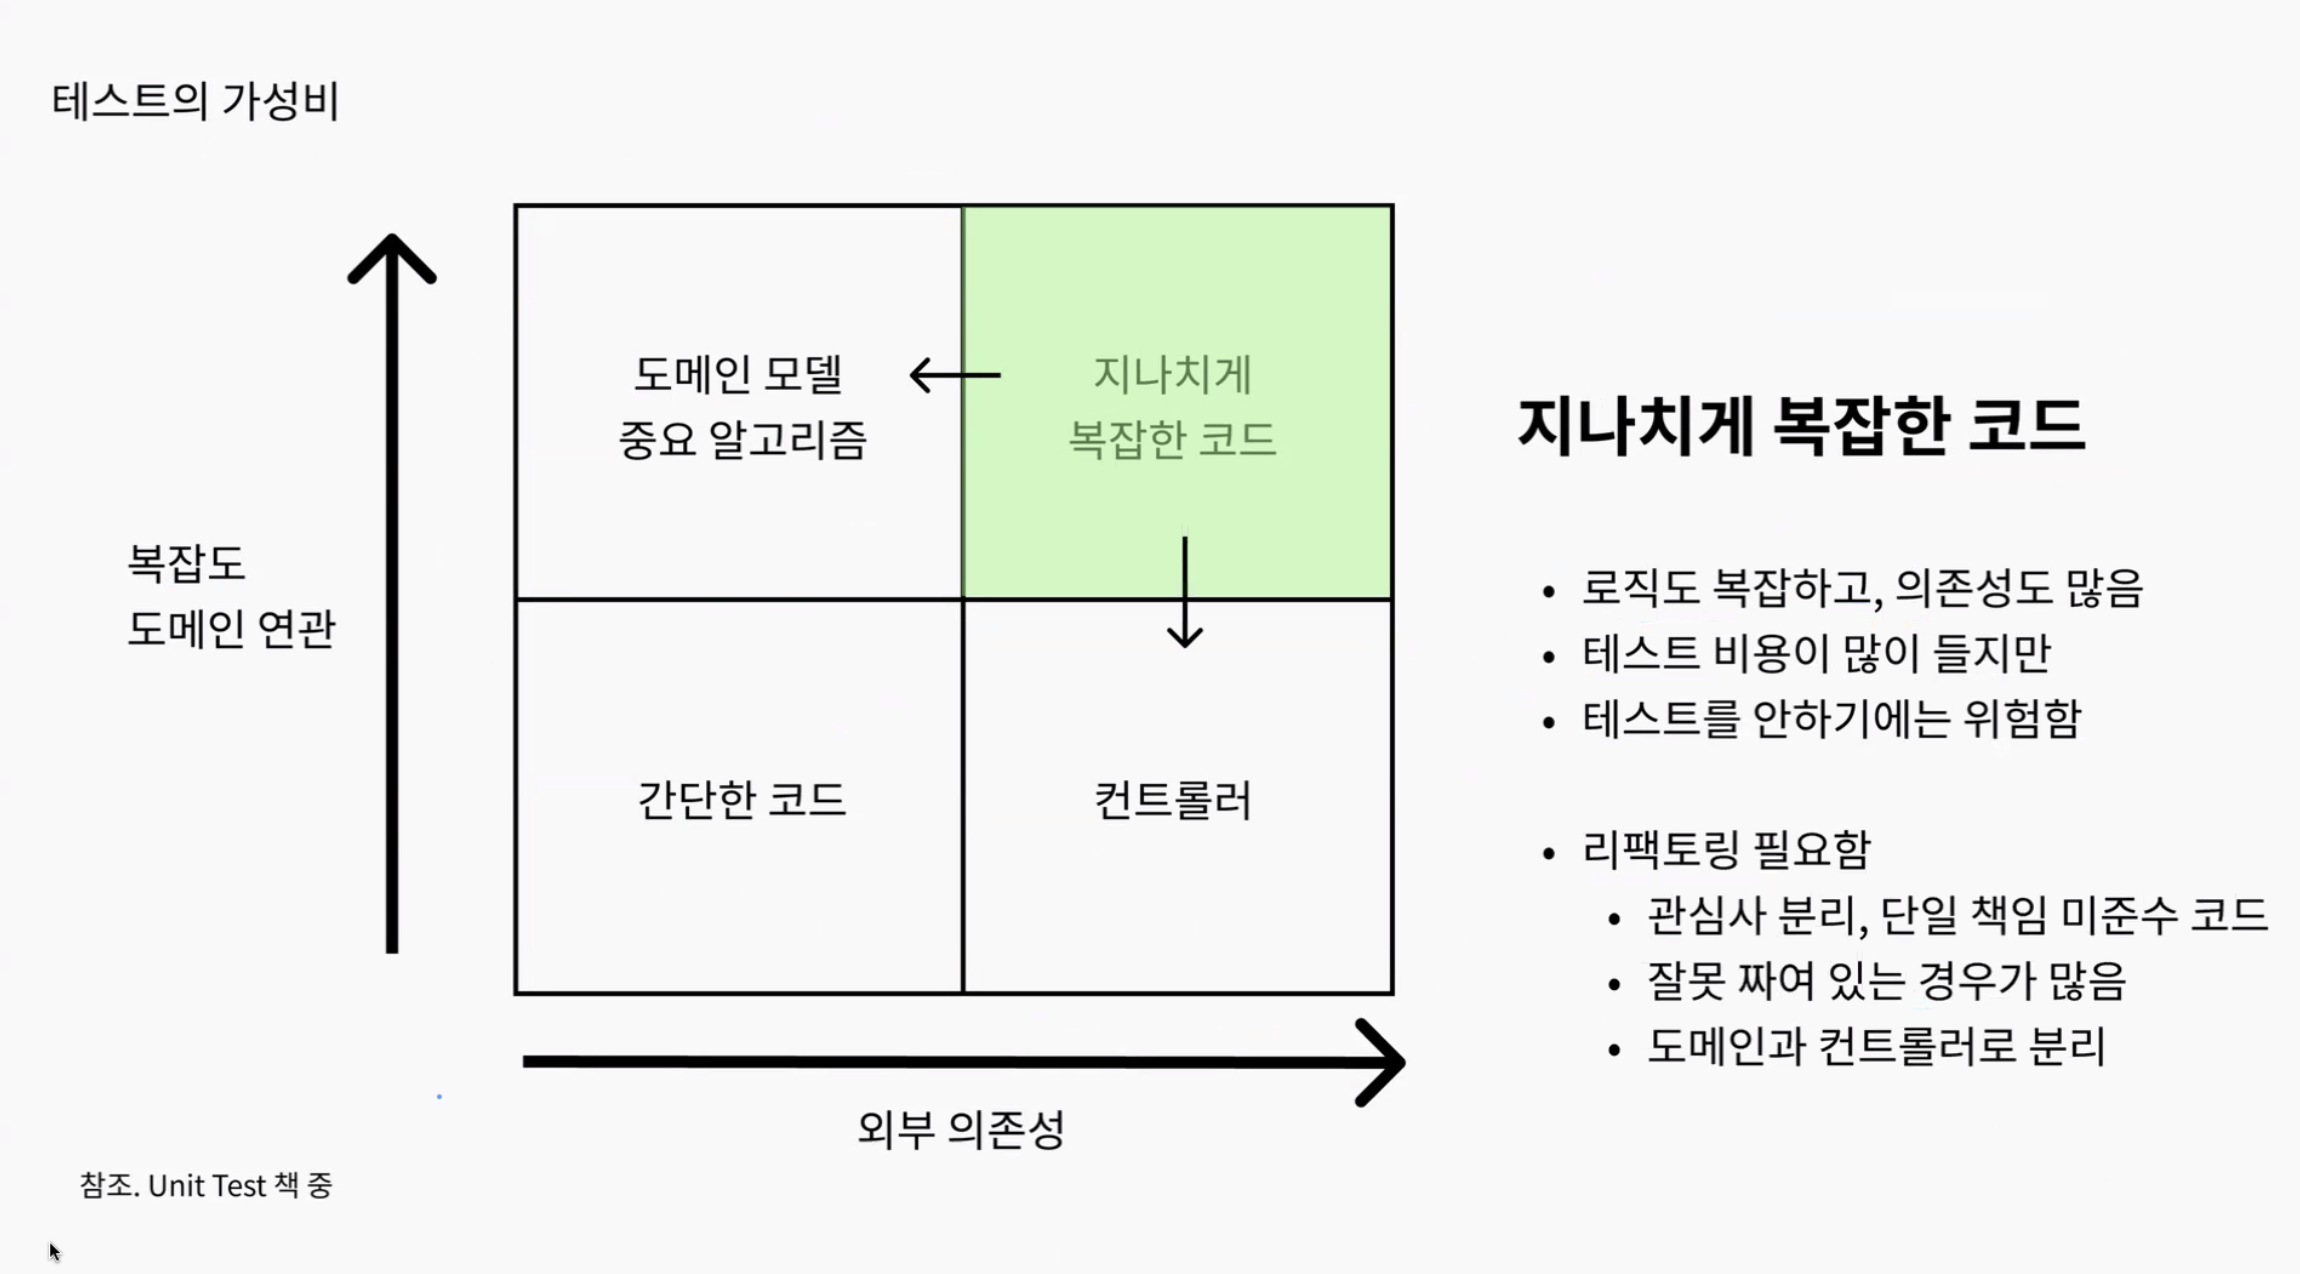 테스트의 가성비
복잡도
도메인 연관
도메인 모델
중요 알고리즘
지나치게
복잡한 코드
간단한 코드
컨트롤러
외부 의존성
참조. Unit Test 책 중
지나치게 복잡한 코드
• 로직도 복잡하고, 의존성도 많음
• 테스트 비용이 많이 들지만
• 테스트를 안하기에는 위험함
• 리팩토링 필요함
• 관심사 분리, 단일 책임 미준수 코드
• 잘못 짜여 있는 경우가 많음
• 도메인과 컨트롤러로 분리